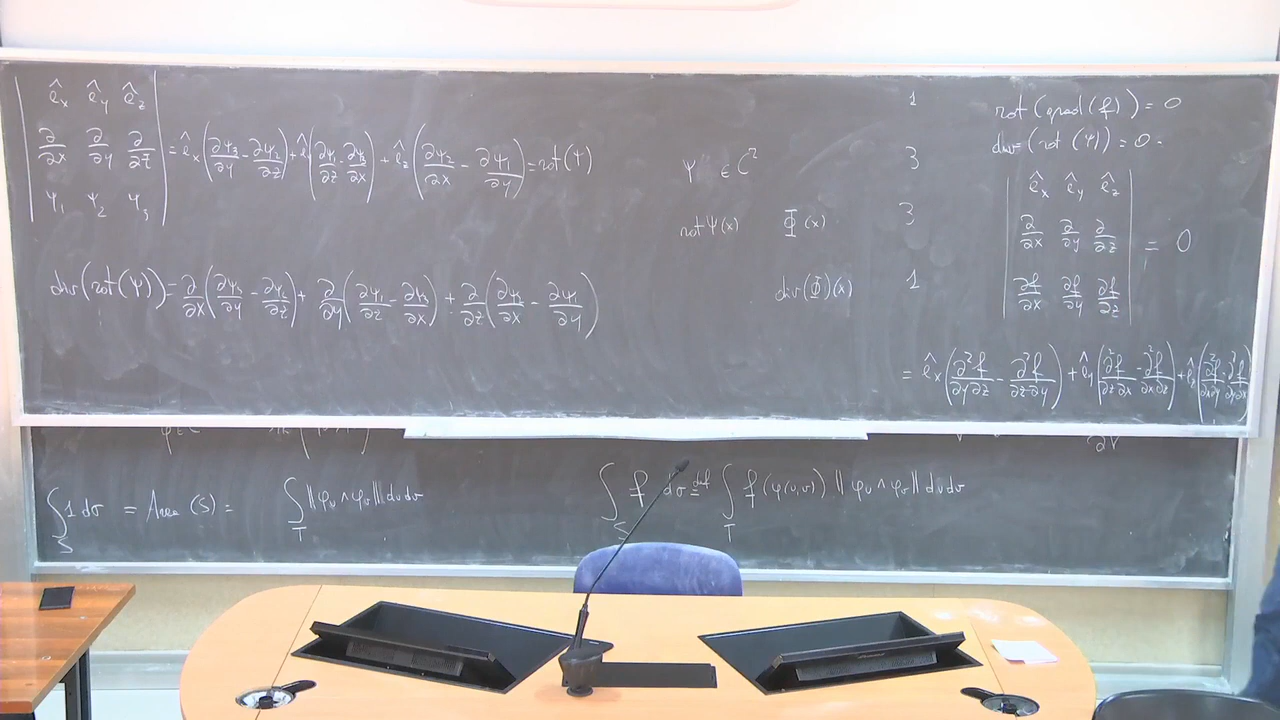 | ê_x ê_y ê_z |
| ∂/∂x ∂/∂y ∂/∂z | = ê_x (∂ψ_3/∂y - ∂ψ_2/∂z) + ê_y (∂ψ_1/∂z - ∂ψ_3/∂x) + ê_z (∂ψ_2/∂x - ∂ψ_1/∂y) = rot(ψ)
| ψ_1 ψ_2 ψ_3 |
div(rot(ψ)) = ∂/∂x (∂ψ_3/∂y - ∂ψ_2/∂z) + ∂/∂y (∂ψ_1/∂z - ∂ψ_3/∂x) + ∂/∂z (∂ψ_2/∂x - ∂ψ_1/∂y)
1
ψ ∈ C² 3
rot ψ(x) Φ(x) 3
div(Φ)(x) 1
rot(grad(f)) = 0
div(rot(ψ)) = 0
| ê_x ê_y ê_z |
| ∂/∂x ∂/∂y ∂/∂z | = 0
| ∂f/∂x ∂f/∂y ∂f/∂z |
= ê_x (∂²f/∂y∂z - ∂²f/∂z∂y) + ê_y (∂²f/∂z∂x - ∂²f/∂x∂z) + ê_z (∂²f/∂x∂y - ∂²f/∂y∂x)
∫_S 1 dσ = Area (S) = ∫_T ||φ_u ∧ φ_v|| du dv
∫_S f dσ =^def ∫_T f(φ(u,v)) ||φ_u ∧ φ_v|| du dv